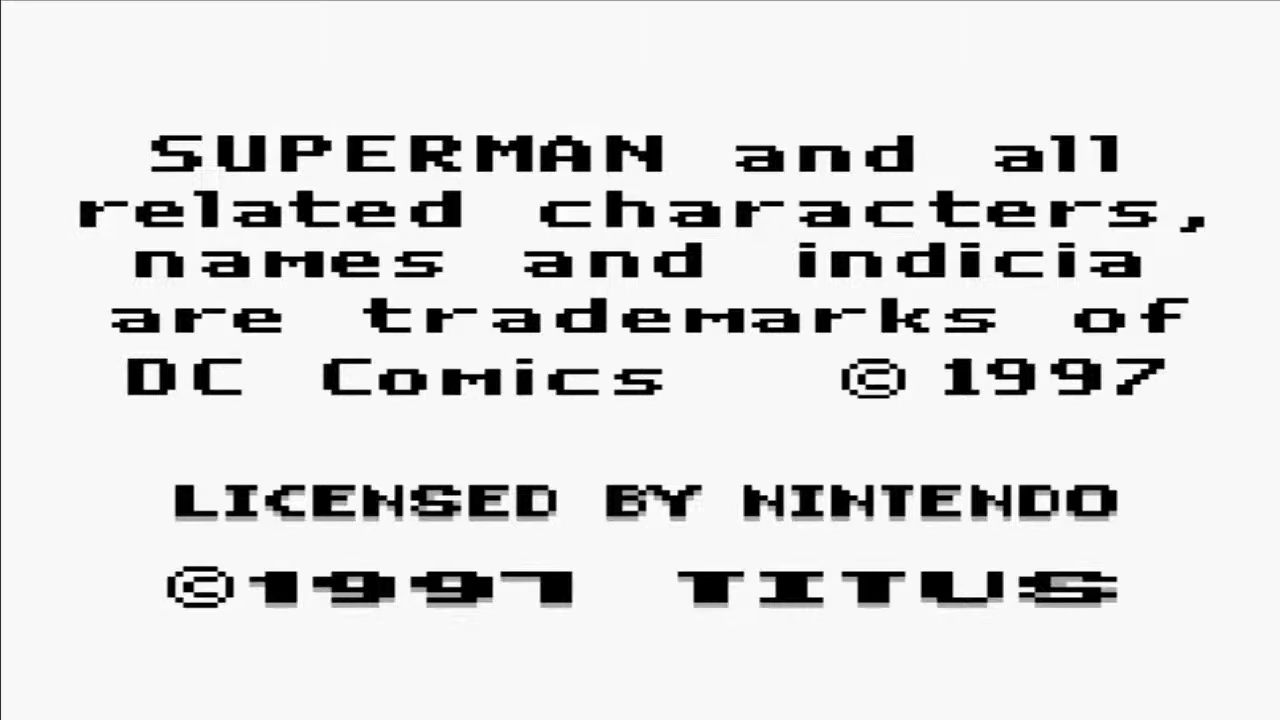 SUPERMAN and all
related characters,
names and indicia
are trademarks of
DC Comics © 1997
LICENSED BY NINTENDO
©1997 TITUS